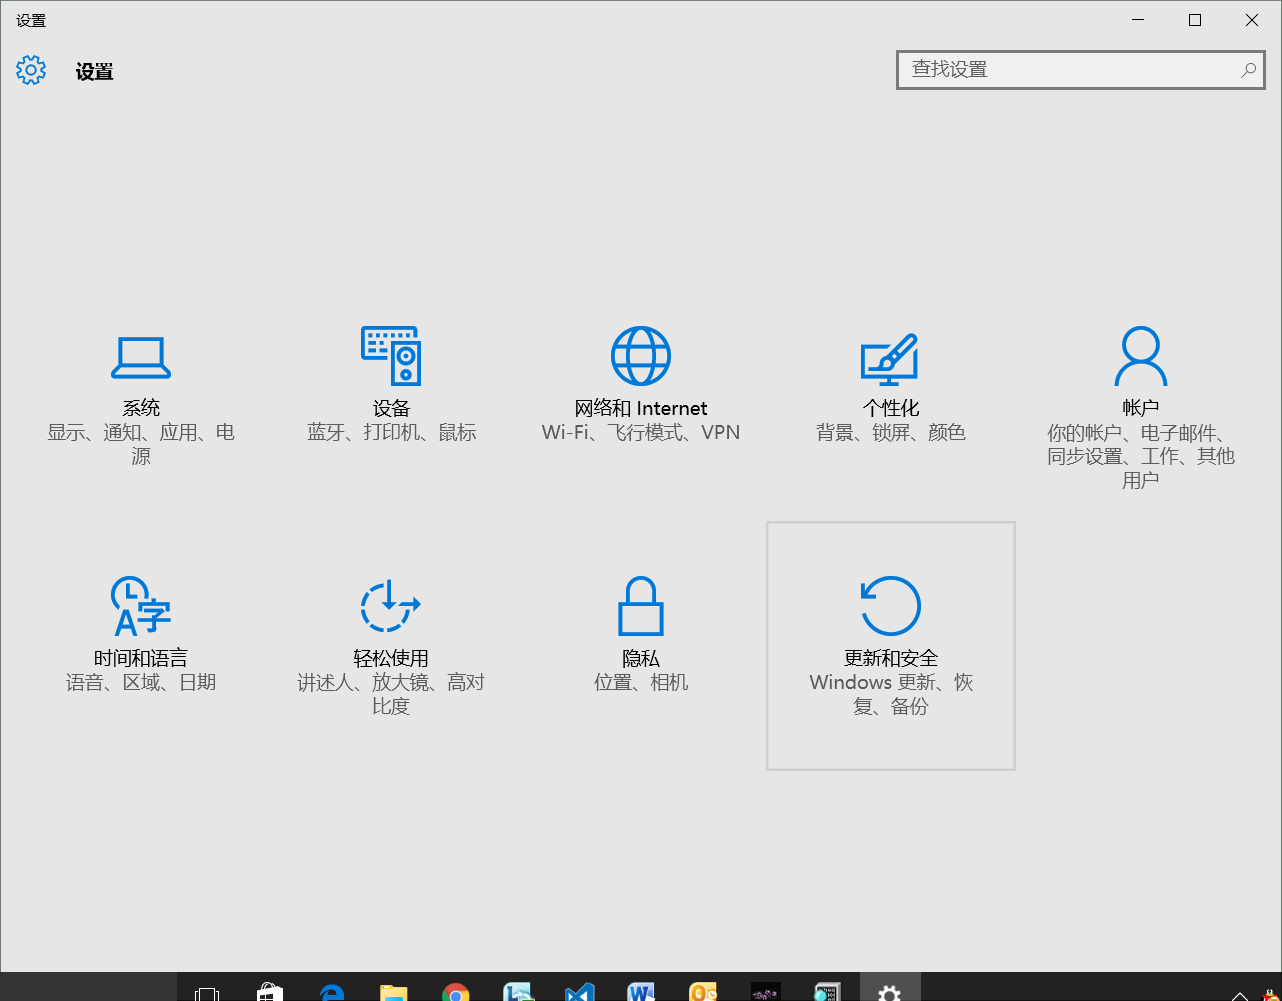 设置
设置
查找设置
系统
显示、通知、应用、电
源
设备
蓝牙、打印机、鼠标
网络和 Internet
Wi-Fi、飞行模式、VPN
个性化
背景、锁屏、颜色
帐户
你的帐户、电子邮件、
同步设置、工作、其他
用户
时间和语言
语音、区域、日期
轻松使用
讲述人、放大镜、高对
比度
隐私
位置、相机
更新和安全
Windows 更新、恢
复、备份